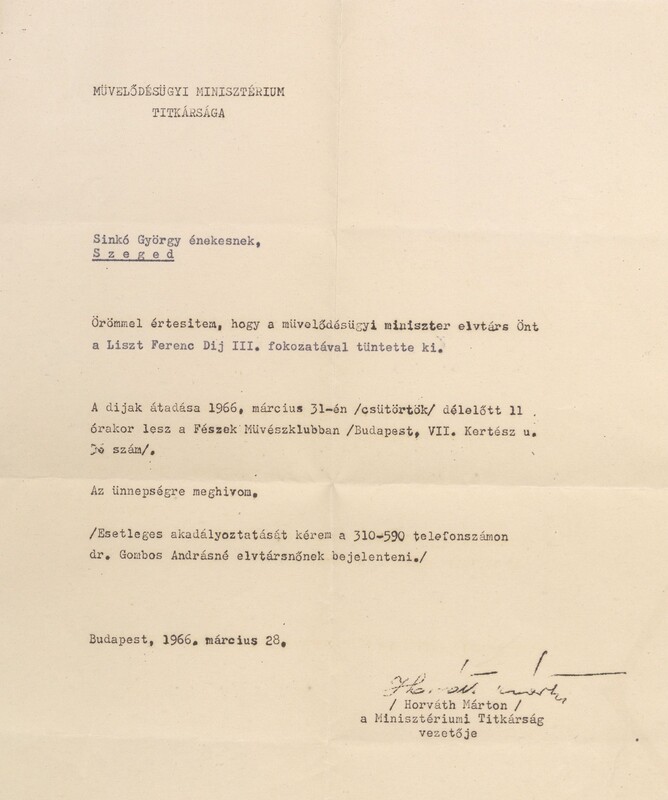 MÜVELŐDÉSÜGYI MINISZTÉRIUM
TITKÁRSÁGA
Sinkó György énekesnek,
S z e g e d
Örömmel értesitem, hogy a müvelődésügyi miniszter elvtárs Önt
a Liszt Ferenc Dij III. fokozatával tüntette ki.
A dijak átadása 1966, március 31-én /csütörtök/ délelőtt 11
órakor lesz a Fészek Müvészklubban /Budapest, VII. Kertész u.
szám/.
Az ünnepségre meghivom.
/Esetleges akadályoztatását kérem a 310-590 telefonszámon
dr. Gombos Andrásné elvtársnőnek bejelenteni./
Budapest, 1966. március 28.
Horváth Márton
/ Horváth Márton /
a Minisztériumi Titkárság
vezetője